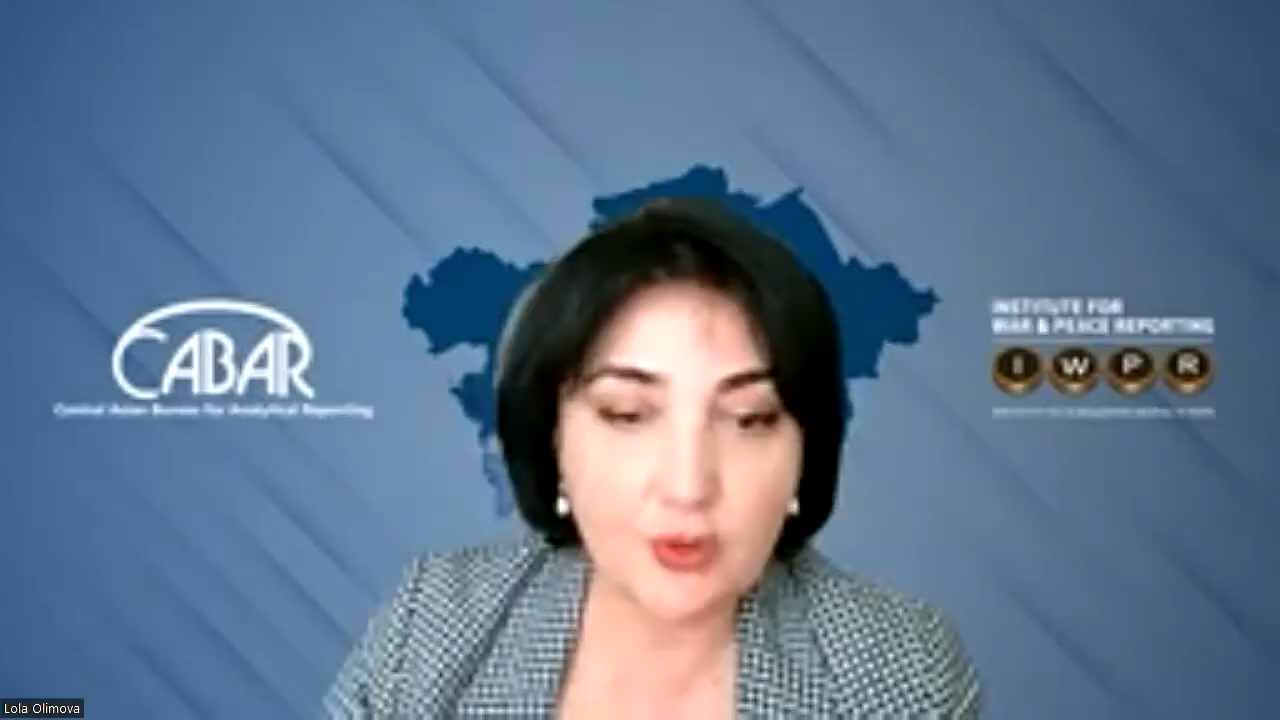 CABAR
Central Asian Bureau for Analytical Reporting
INSTITUTE FOR
WAR & PEACE REPORTING
I W P R
Lola Olimova